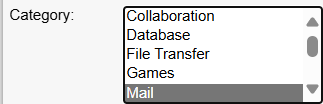 Category:
Collaboration
Database
File Transfer
Games
Mail